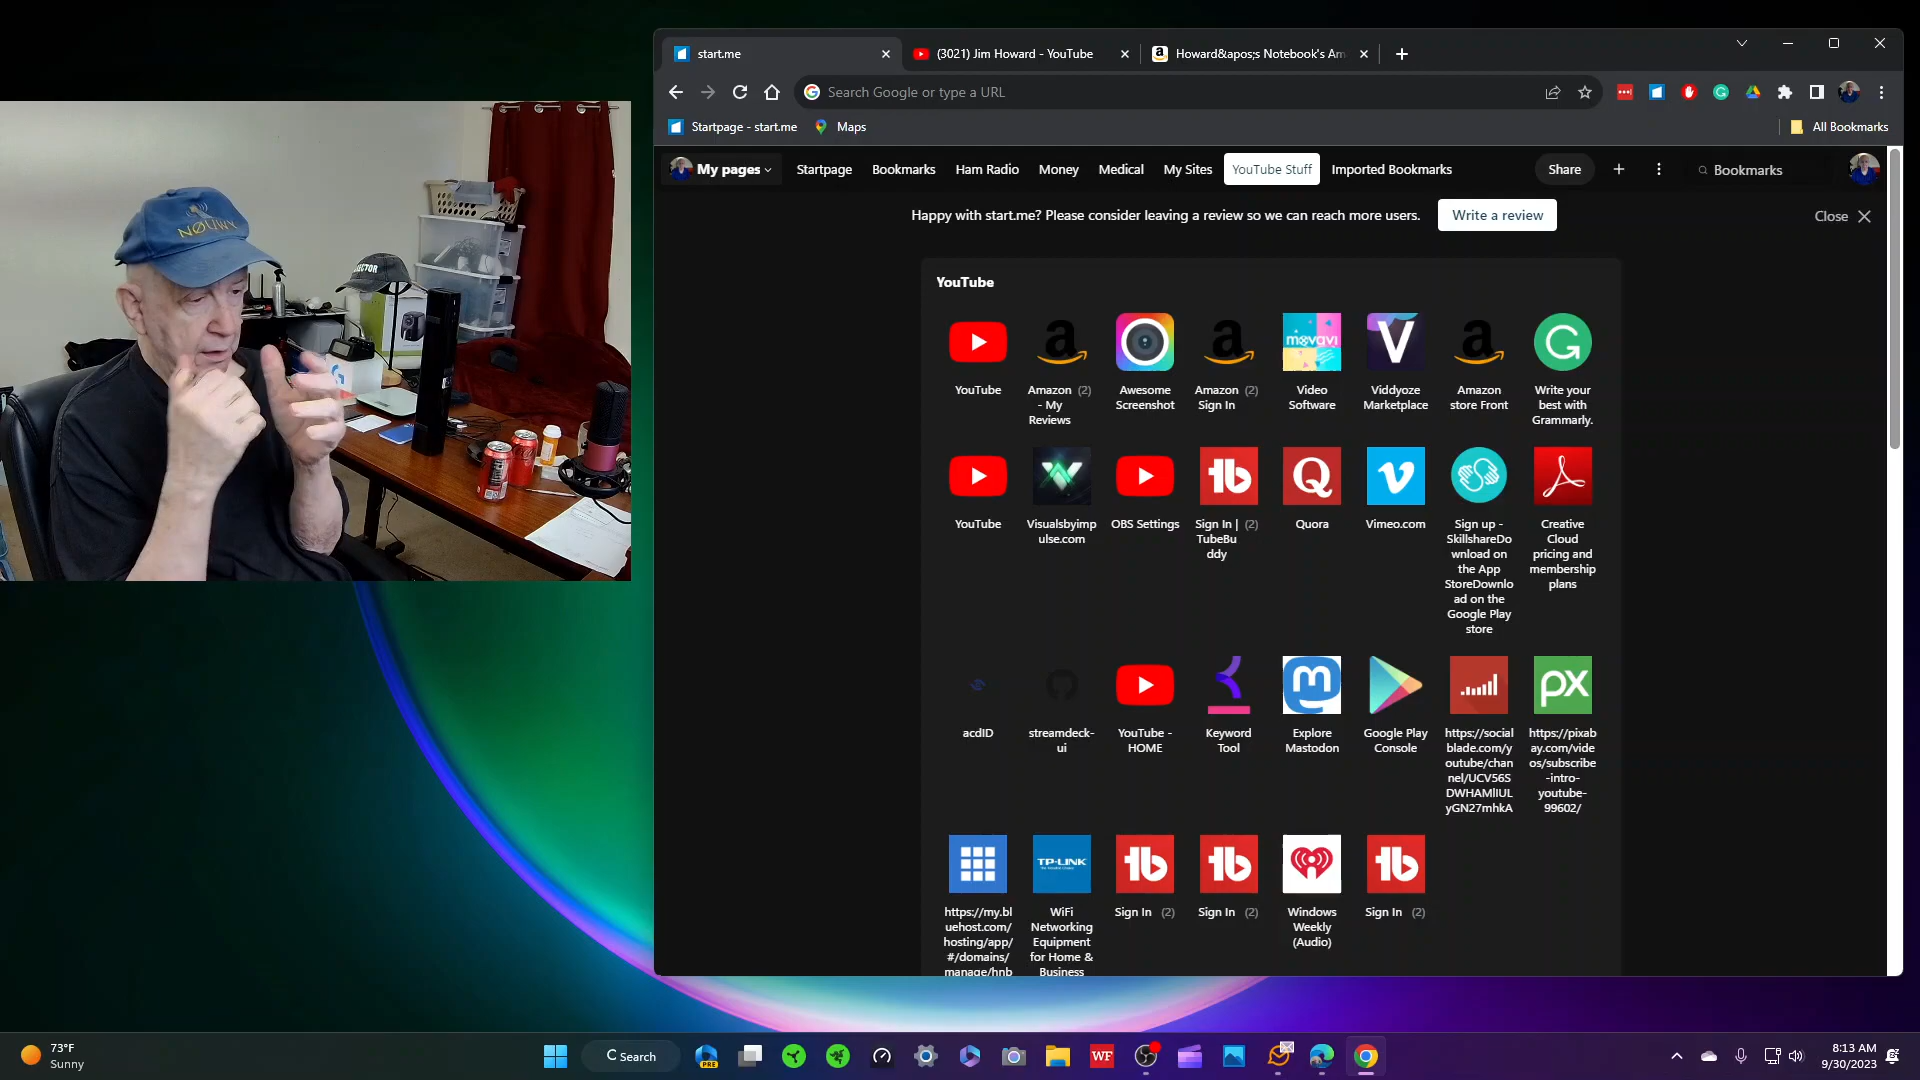 start.me
(3021) Jim Howard - YouTube
Howard&apos;s Notebook's Am
Search Google or type a URL
Startpage - start.me
Maps
All Bookmarks
My pages
Startpage
Bookmarks
Ham Radio
Money
Medical
My Sites
YouTube Stuff
Imported Bookmarks
Share
Bookmarks
Happy with start.me? Please consider leaving a review so we can reach more users.
Write a review
Close
YouTube
movavi
YouTube
Amazon (2)
- My
Reviews
Awesome
Screenshot
Amazon (2)
Sign In
Video
Software
Viddyoze
Marketplace
Amazon
store Front
Write your
best with
Grammarly.
YouTube
Visualsbyimp
ulse.com
OBS Settings
Sign In | (2)
TubeBu
ddy
Quora
Vimeo.com
Sign up -
SkillshareDo
wnload on
the App
StoreDownlo
ad on the
Google Play
store
Creative
Cloud
pricing and
membership
plans
px
acdID
streamdeck-
ui
YouTube -
HOME
Keyword
Tool
Explore
Mastodon
Google Play
Console
https://social
blade.com/y
outube/chan
nel/UCV56S
DWHAMlIUL
yGN27mhkA
https://pixab
ay.com/vide
os/subscribe
-intro-
youtube-
99602/
TP-LINK
https://my.bl
uehost.com/
hosting/app/
#/domains/
manage/hnb
WiFi
Networking
Equipment
for Home &
Business
Sign In (2)
Sign In (2)
Windows
Weekly
(Audio)
Sign In (2)
73°F
Sunny
Search
PRE
WF
8:13 AM
9/30/2023